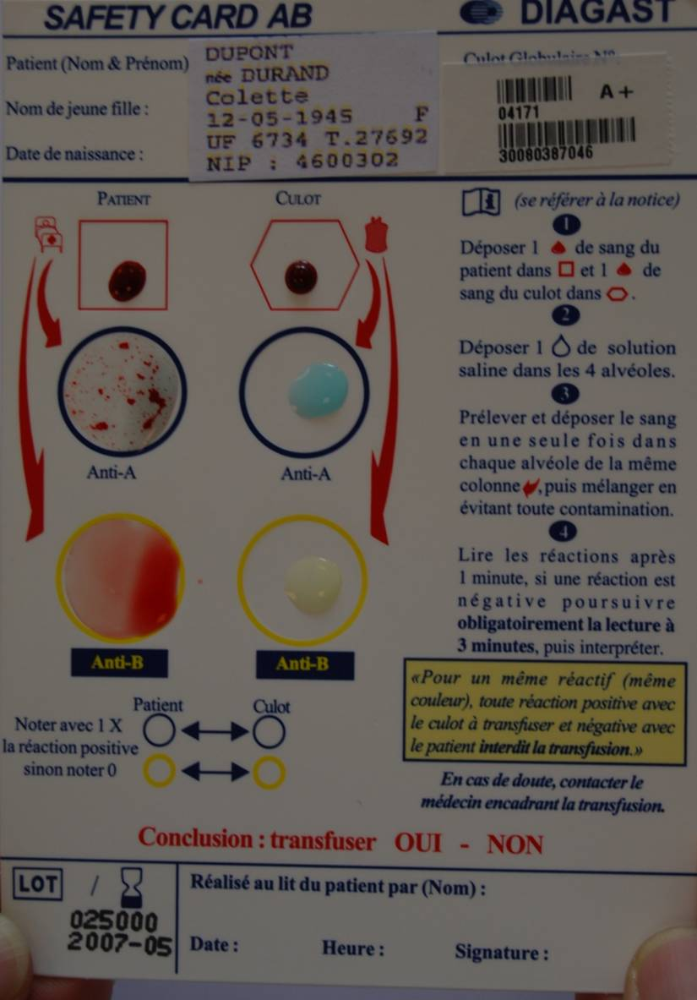 SAFETY CARD AB
DIAGAST
Patient (Nom & Prénom)
DUPONT
née DURAND
Colette
12-05-1945 F
UF 6734 T.27692
NIP : 4600302
Nom de jeune fille :
Date de naissance :
Culot Globulaire N° :
A+
04171
30080387046
PATIENT
CULOT
Anti-A
Anti-A
Anti-B
Anti-B
(se référer à la notice)
1
Déposer 1 de sang du
patient dans et 1 de
sang du culot dans .
2
Déposer 1 de solution
saline dans les 4 alvéoles.
3
Prélever et déposer le sang
en une seule fois dans
chaque alvéole de la même
colonne , puis mélanger en
évitant toute contamination.
4
Lire les réactions après
1 minute, si une réaction est
négative poursuivre
obligatoirement la lecture à
3 minutes, puis interpréter.
«Pour un même réactif (même
couleur), toute réaction positive avec
le culot à transfuser et négative avec
le patient interdit la transfusion.»
En cas de doute, contacter le
médecin encadrant la transfusion.
Patient
Culot
Noter avec 1 X
la réaction positive
sinon noter 0
Conclusion : transfuser OUI - NON
LOT /
025000
2007-05
Réalisé au lit du patient par (Nom) :
Date :
Heure :
Signature :